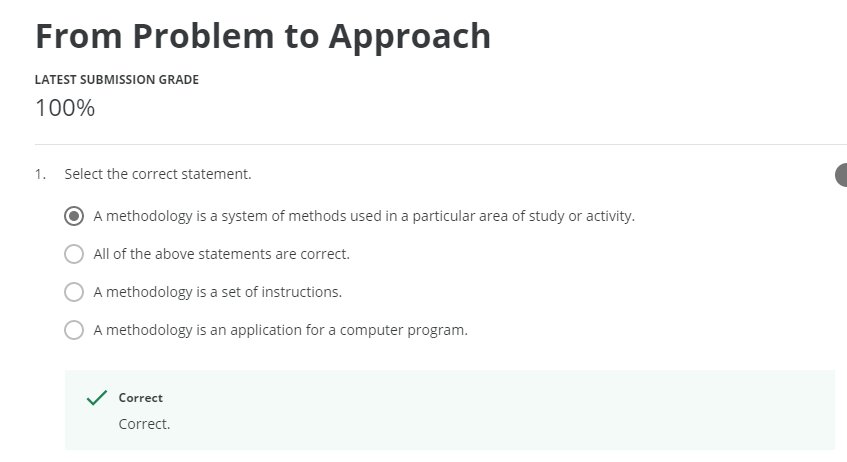 From Problem to Approach
LATEST SUBMISSION GRADE
100%
1. Select the correct statement.
A methodology is a system of methods used in a particular area of study or activity.
All of the above statements are correct.
A methodology is a set of instructions.
A methodology is an application for a computer program.
Correct
Correct.